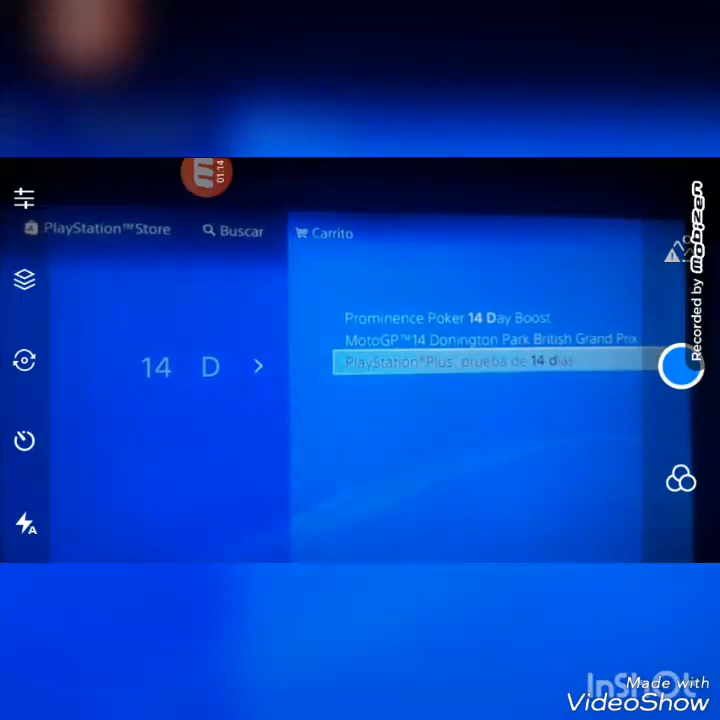 01:14
PlayStation™Store
Buscar
Carrito
Prominence Poker 14 Day Boost
MotoGP™14 Donington Park British Grand Prix
14 D >
PlayStation®Plus: prueba de 14 días
A
Recorded by mobizen
InShot
Made with
VideoShow